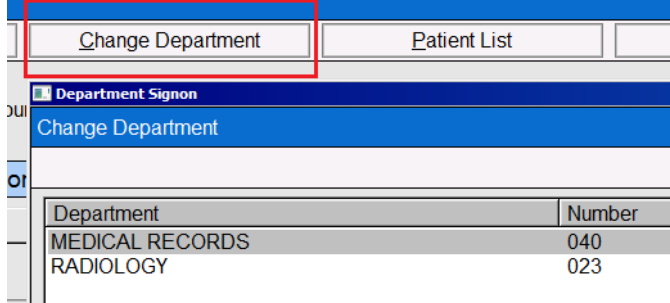 Change Department Patient List
Department Signon
Change Department
Department Number
MEDICAL RECORDS 040
RADIOLOGY 023